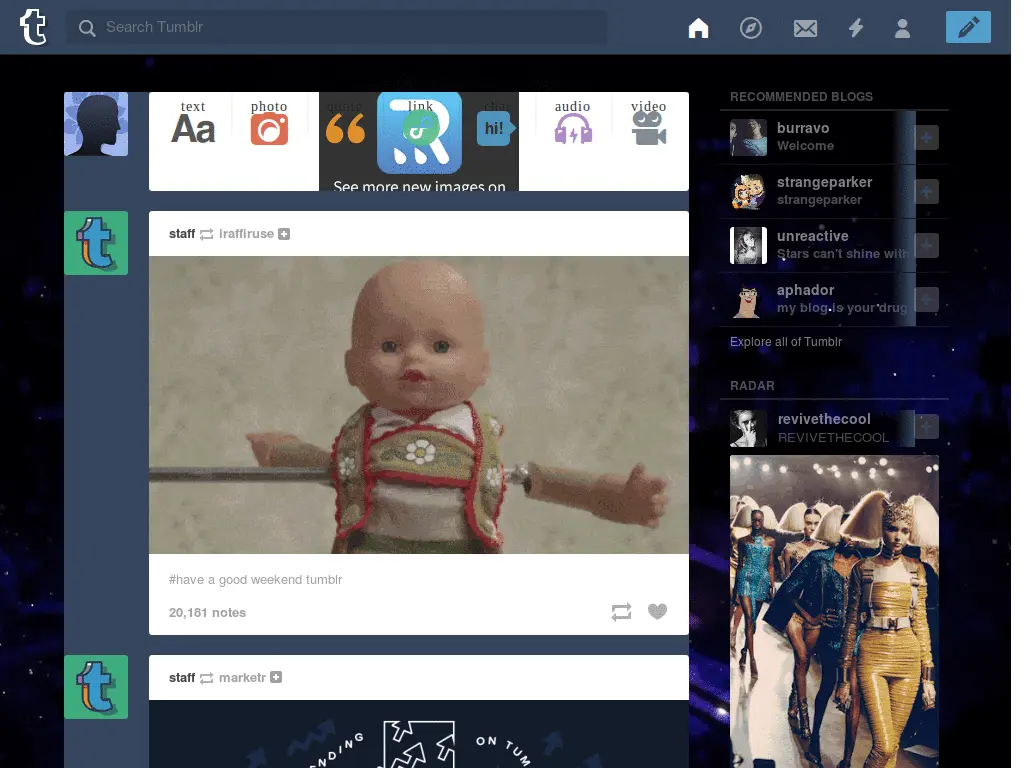 Search Tumblr
text photo quote link chat audio video
Aa hi!
See more new images on
RECOMMENDED BLOGS
burravo
Welcome
strangeparker
strangeparker
unreactive
Stars can't shine with
aphador
my blog is your drug
Explore all of Tumblr
RADAR
revivethecool
REVIVETHECOOL
staff iraffiruse
#have a good weekend tumblr
20,181 notes
staff marketr
ON TUM